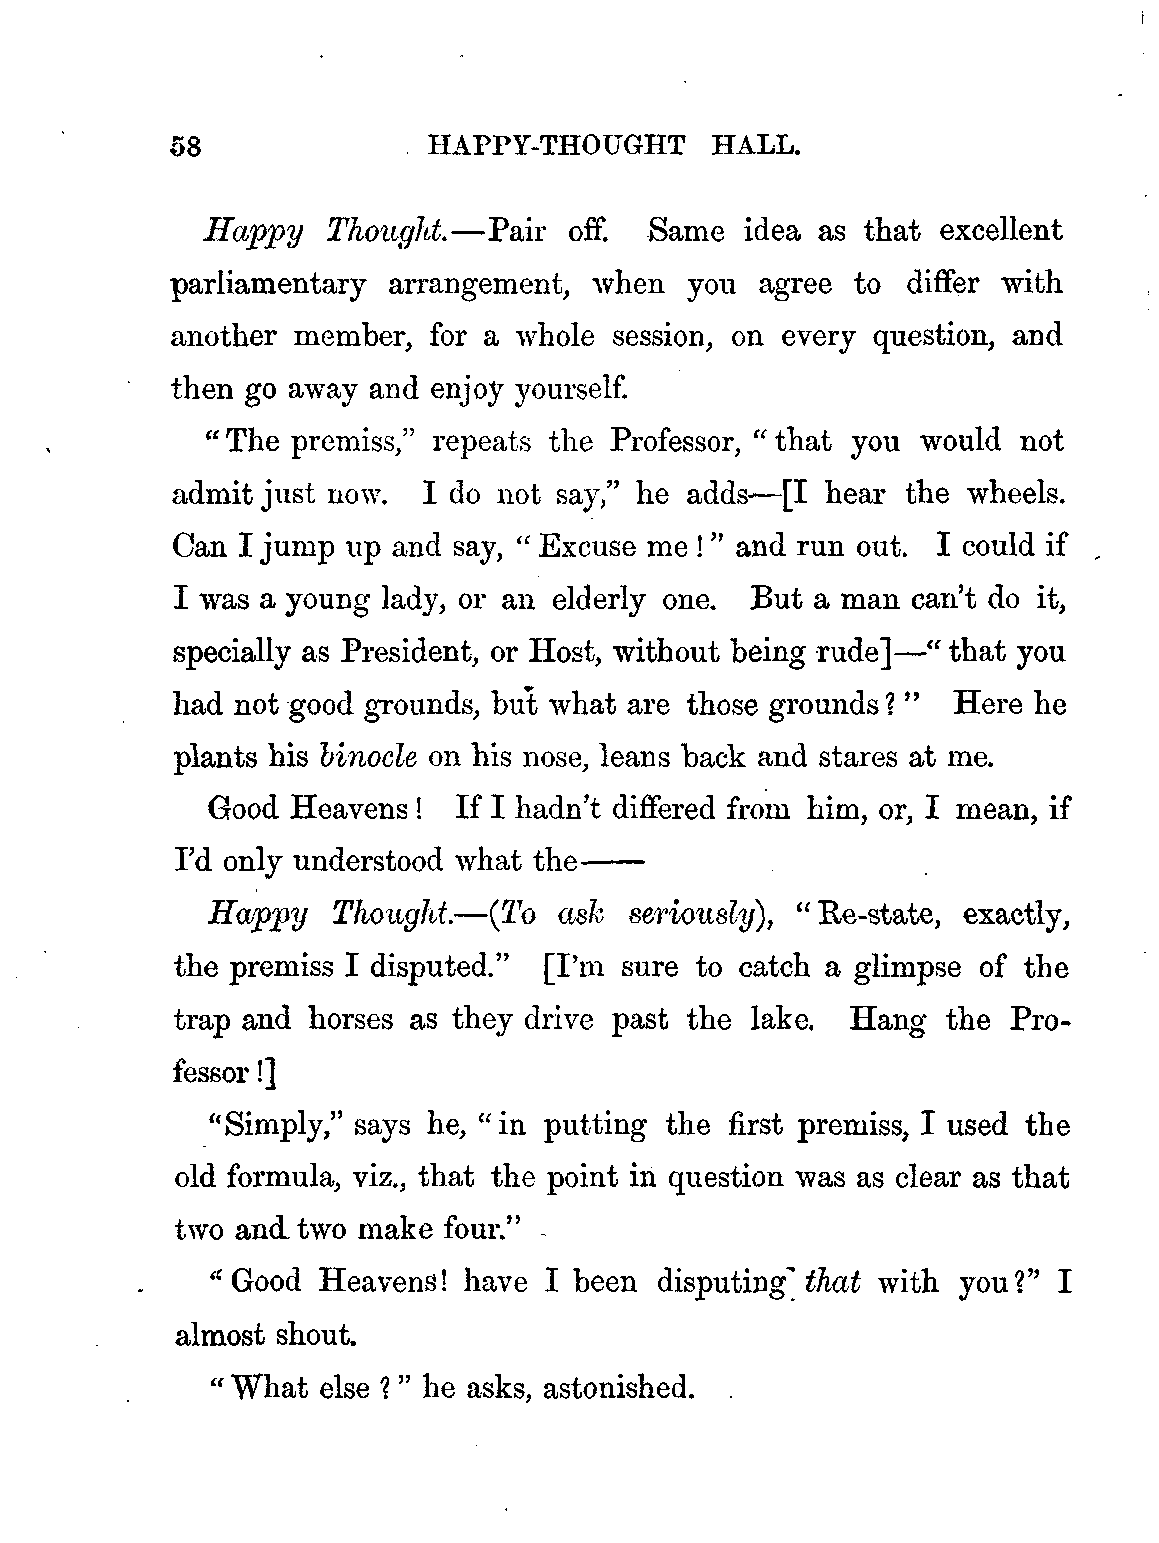 58 HAPPY-THOUGHT HALL.
Happy Thought.—Pair off. Same idea as that excellent
parliamentary arrangement, when you agree to differ with
another member, for a whole session, on every question, and
then go away and enjoy yourself.
“The premiss,” repeats the Professor, “that you would not
admit just now. I do not say,” he adds—[I hear the wheels.
Can I jump up and say, “Excuse me!” and run out. I could if
I was a young lady, or an elderly one. But a man can’t do it,
specially as President, or Host, without being rude]—“that you
had not good grounds, but what are those grounds?” Here he
plants his binocle on his nose, leans back and stares at me.
Good Heavens! If I hadn’t differed from him, or, I mean, if
I’d only understood what the——
Happy Thought.—(To ask seriously), “Re-state, exactly,
the premiss I disputed.” [I’m sure to catch a glimpse of the
trap and horses as they drive past the lake. Hang the Pro-
fessor!]
“Simply,” says he, “in putting the first premiss, I used the
old formula, viz., that the point in question was as clear as that
two and two make four.”
“Good Heavens! have I been disputing that with you?” I
almost shout.
“What else?” he asks, astonished.